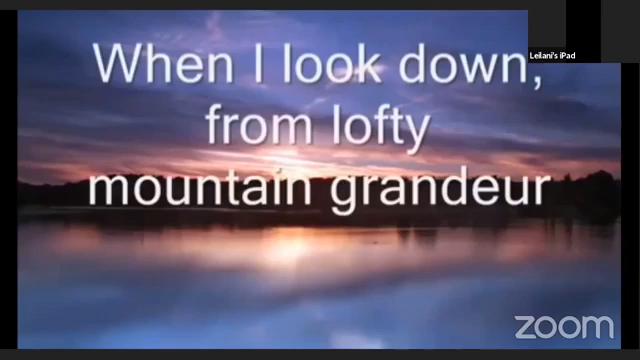 When I look down,
from lofty
mountain grandeur
Leilani's iPad
zoom